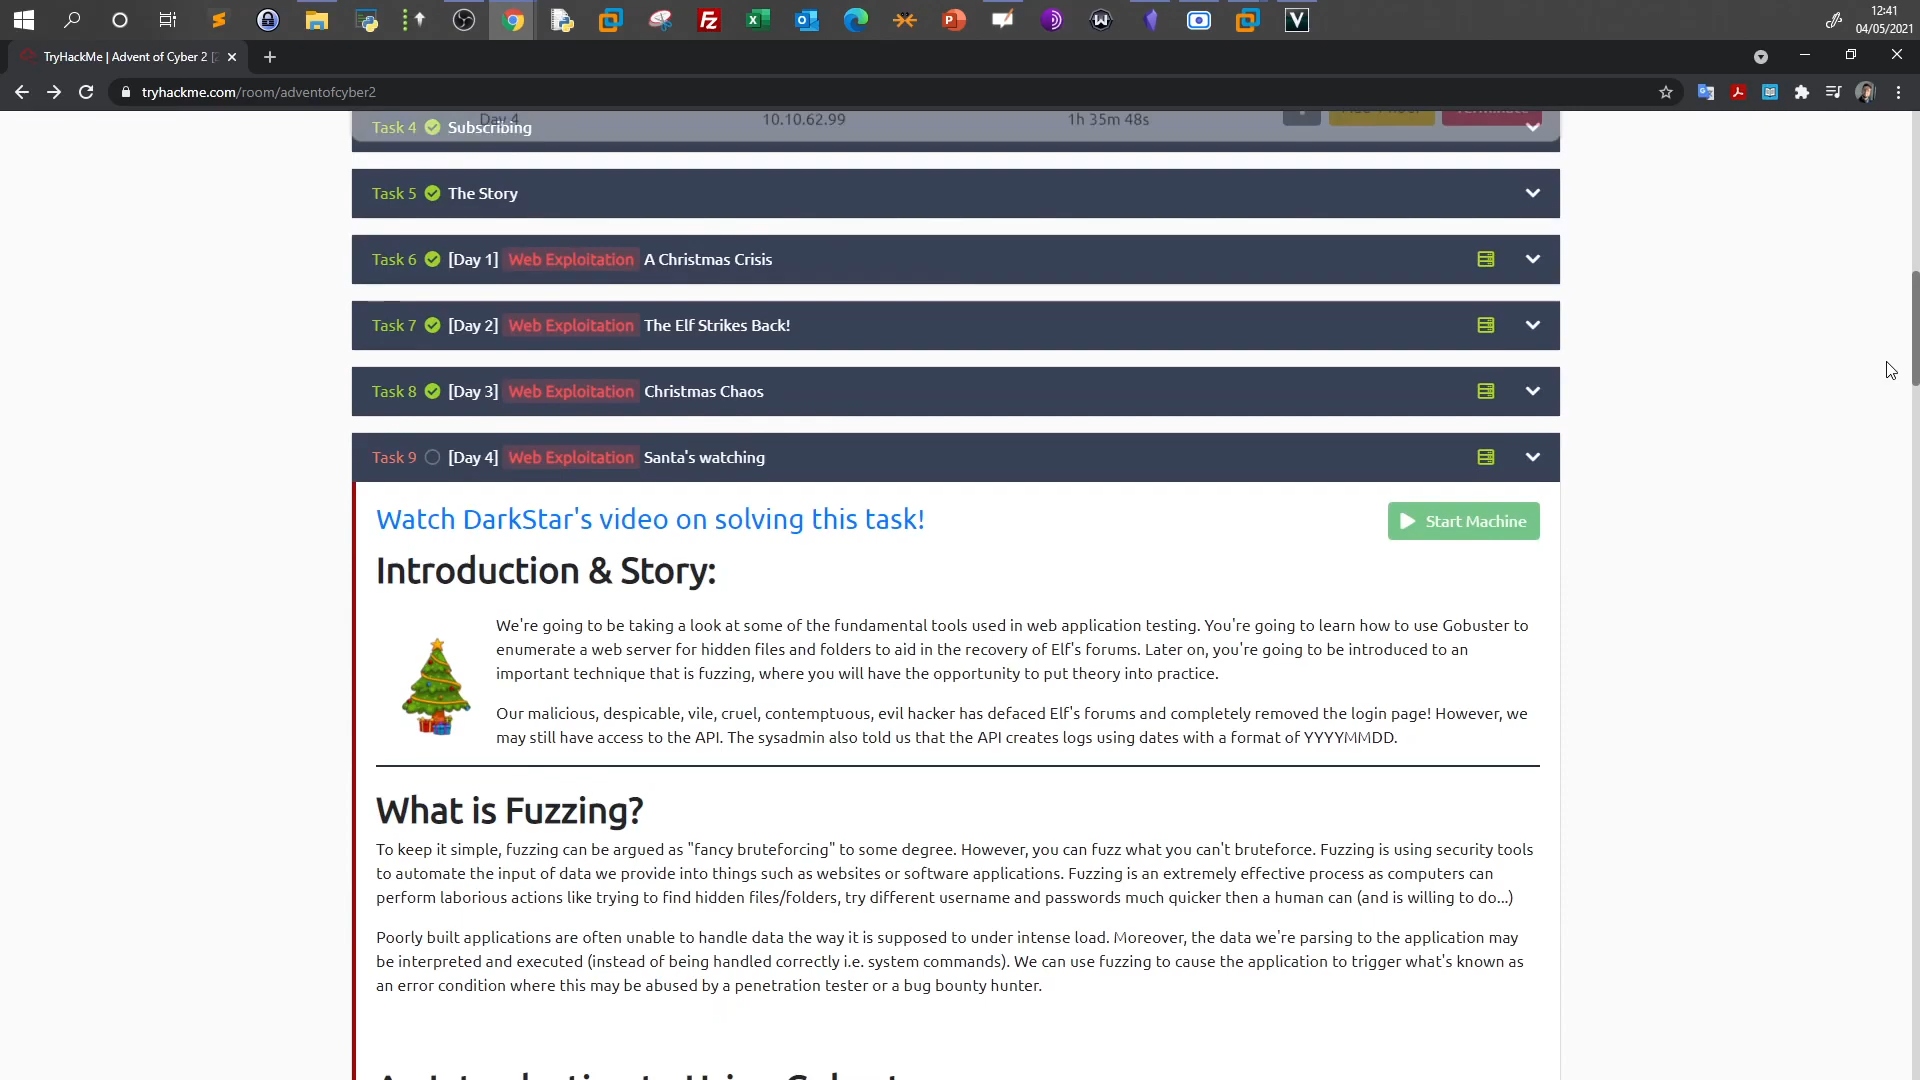 12:41
04/05/2021
TryHackMe | Advent of Cyber 2 [
tryhackme.com/room/adventofcyber2
Day 4 10.10.62.99 1h 35m 48s Terminate
Task 4 Subscribing
Task 5 The Story
Task 6 [Day 1] Web Exploitation A Christmas Crisis
Task 7 [Day 2] Web Exploitation The Elf Strikes Back!
Task 8 [Day 3] Web Exploitation Christmas Chaos
Task 9 [Day 4] Web Exploitation Santa's watching
Watch DarkStar's video on solving this task!
Start Machine
Introduction & Story:
We're going to be taking a look at some of the fundamental tools used in web application testing. You're going to learn how to use Gobuster to
enumerate a web server for hidden files and folders to aid in the recovery of Elf's forums. Later on, you're going to be introduced to an
important technique that is fuzzing, where you will have the opportunity to put theory into practice.
Our malicious, despicable, vile, cruel, contemptuous, evil hacker has defaced Elf's forums and completely removed the login page! However, we
may still have access to the API. The sysadmin also told us that the API creates logs using dates with a format of YYYYMMDD.
What is Fuzzing?
To keep it simple, fuzzing can be argued as "fancy bruteforcing" to some degree. However, you can fuzz what you can't bruteforce. Fuzzing is using security tools
to automate the input of data we provide into things such as websites or software applications. Fuzzing is an extremely effective process as computers can
perform laborious actions like trying to find hidden files/folders, try different username and passwords much quicker then a human can (and is willing to do...)
Poorly built applications are often unable to handle data the way it is supposed to under intense load. Moreover, the data we're parsing to the application may
be interpreted and executed (instead of being handled correctly i.e. system commands). We can use fuzzing to cause the application to trigger what's known as
an error condition where this may be abused by a penetration tester or a bug bounty hunter.